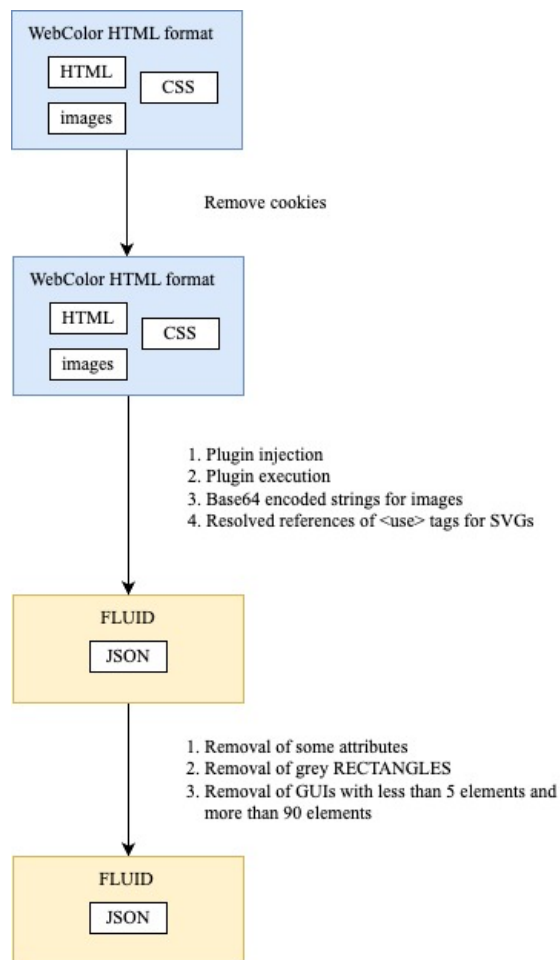 WebColor HTML format
HTML
CSS
images
Remove cookies
WebColor HTML format
HTML
CSS
images
1. Plugin injection
2. Plugin execution
3. Base64 encoded strings for images
4. Resolved references of <use> tags for SVGs
FLUID
JSON
1. Removal of some attributes
2. Removal of grey RECTANGLES
3. Removal of GUIs with less than 5 elements and
more than 90 elements
FLUID
JSON